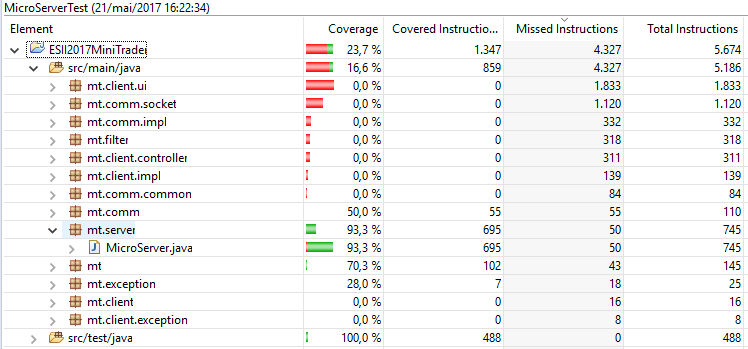 MicroServerTest (21/mai/2017 16:22:34)
Element Coverage Covered Instructio... Missed Instructions Total Instructions
ESII2017MiniTrader 23,7 % 1.347 4.327 5.674
src/main/java 16,6 % 859 4.327 5.186
mt.client.ui 0,0 % 0 1.833 1.833
mt.comm.socket 0,0 % 0 1.120 1.120
mt.comm.impl 0,0 % 0 332 332
mt.filter 0,0 % 0 318 318
mt.client.controller 0,0 % 0 311 311
mt.client.impl 0,0 % 0 139 139
mt.comm.common 0,0 % 0 84 84
mt.comm 50,0 % 55 55 110
mt.server 93,3 % 695 50 745
MicroServer.java 93,3 % 695 50 745
mt 70,3 % 102 43 145
mt.exception 28,0 % 7 18 25
mt.client 0,0 % 0 16 16
mt.client.exception 0,0 % 0 8 8
src/test/java 100,0 % 488 0 488